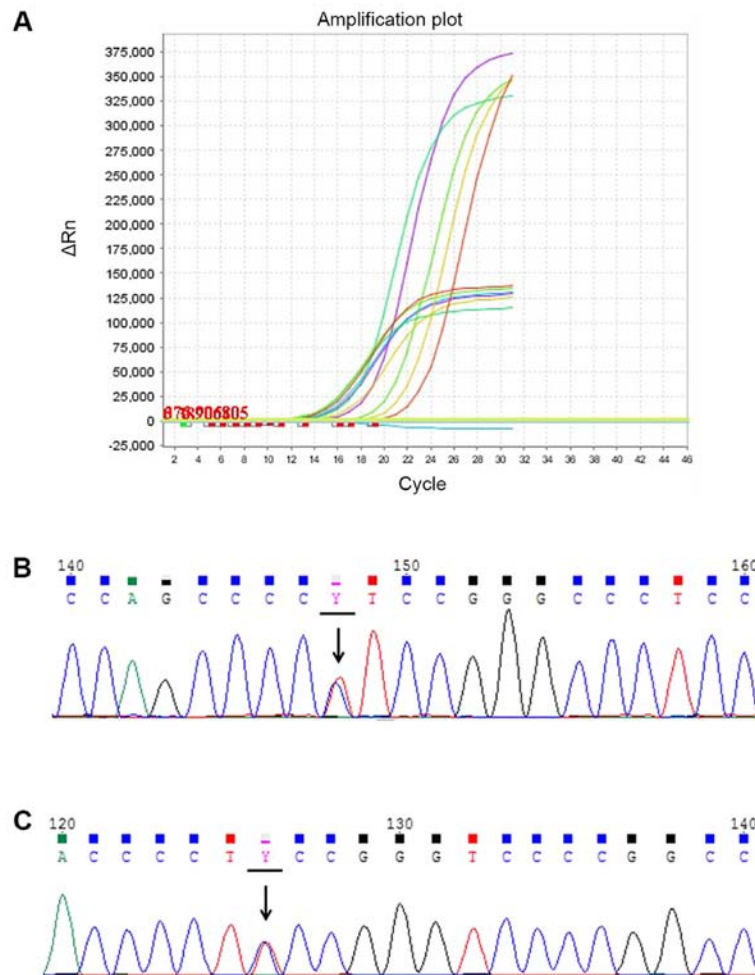 A
Amplification plot
375,000
350,000
325,000
300,000
275,000
250,000
225,000
200,000
175,000
150,000
125,000
100,000
75,000
50,000
25,000
0
-25,000
ΔRn
2 4 6 8 10 12 14 16 18 20 22 24 26 28 30 32 34 36 38 40 42 44 46
Cycle
B
140 150 160
C C A G C C C C Y T C C G G G C C C T C C
C
120 130 140
A C C C C T Y C C G G G T C C C C G G C C